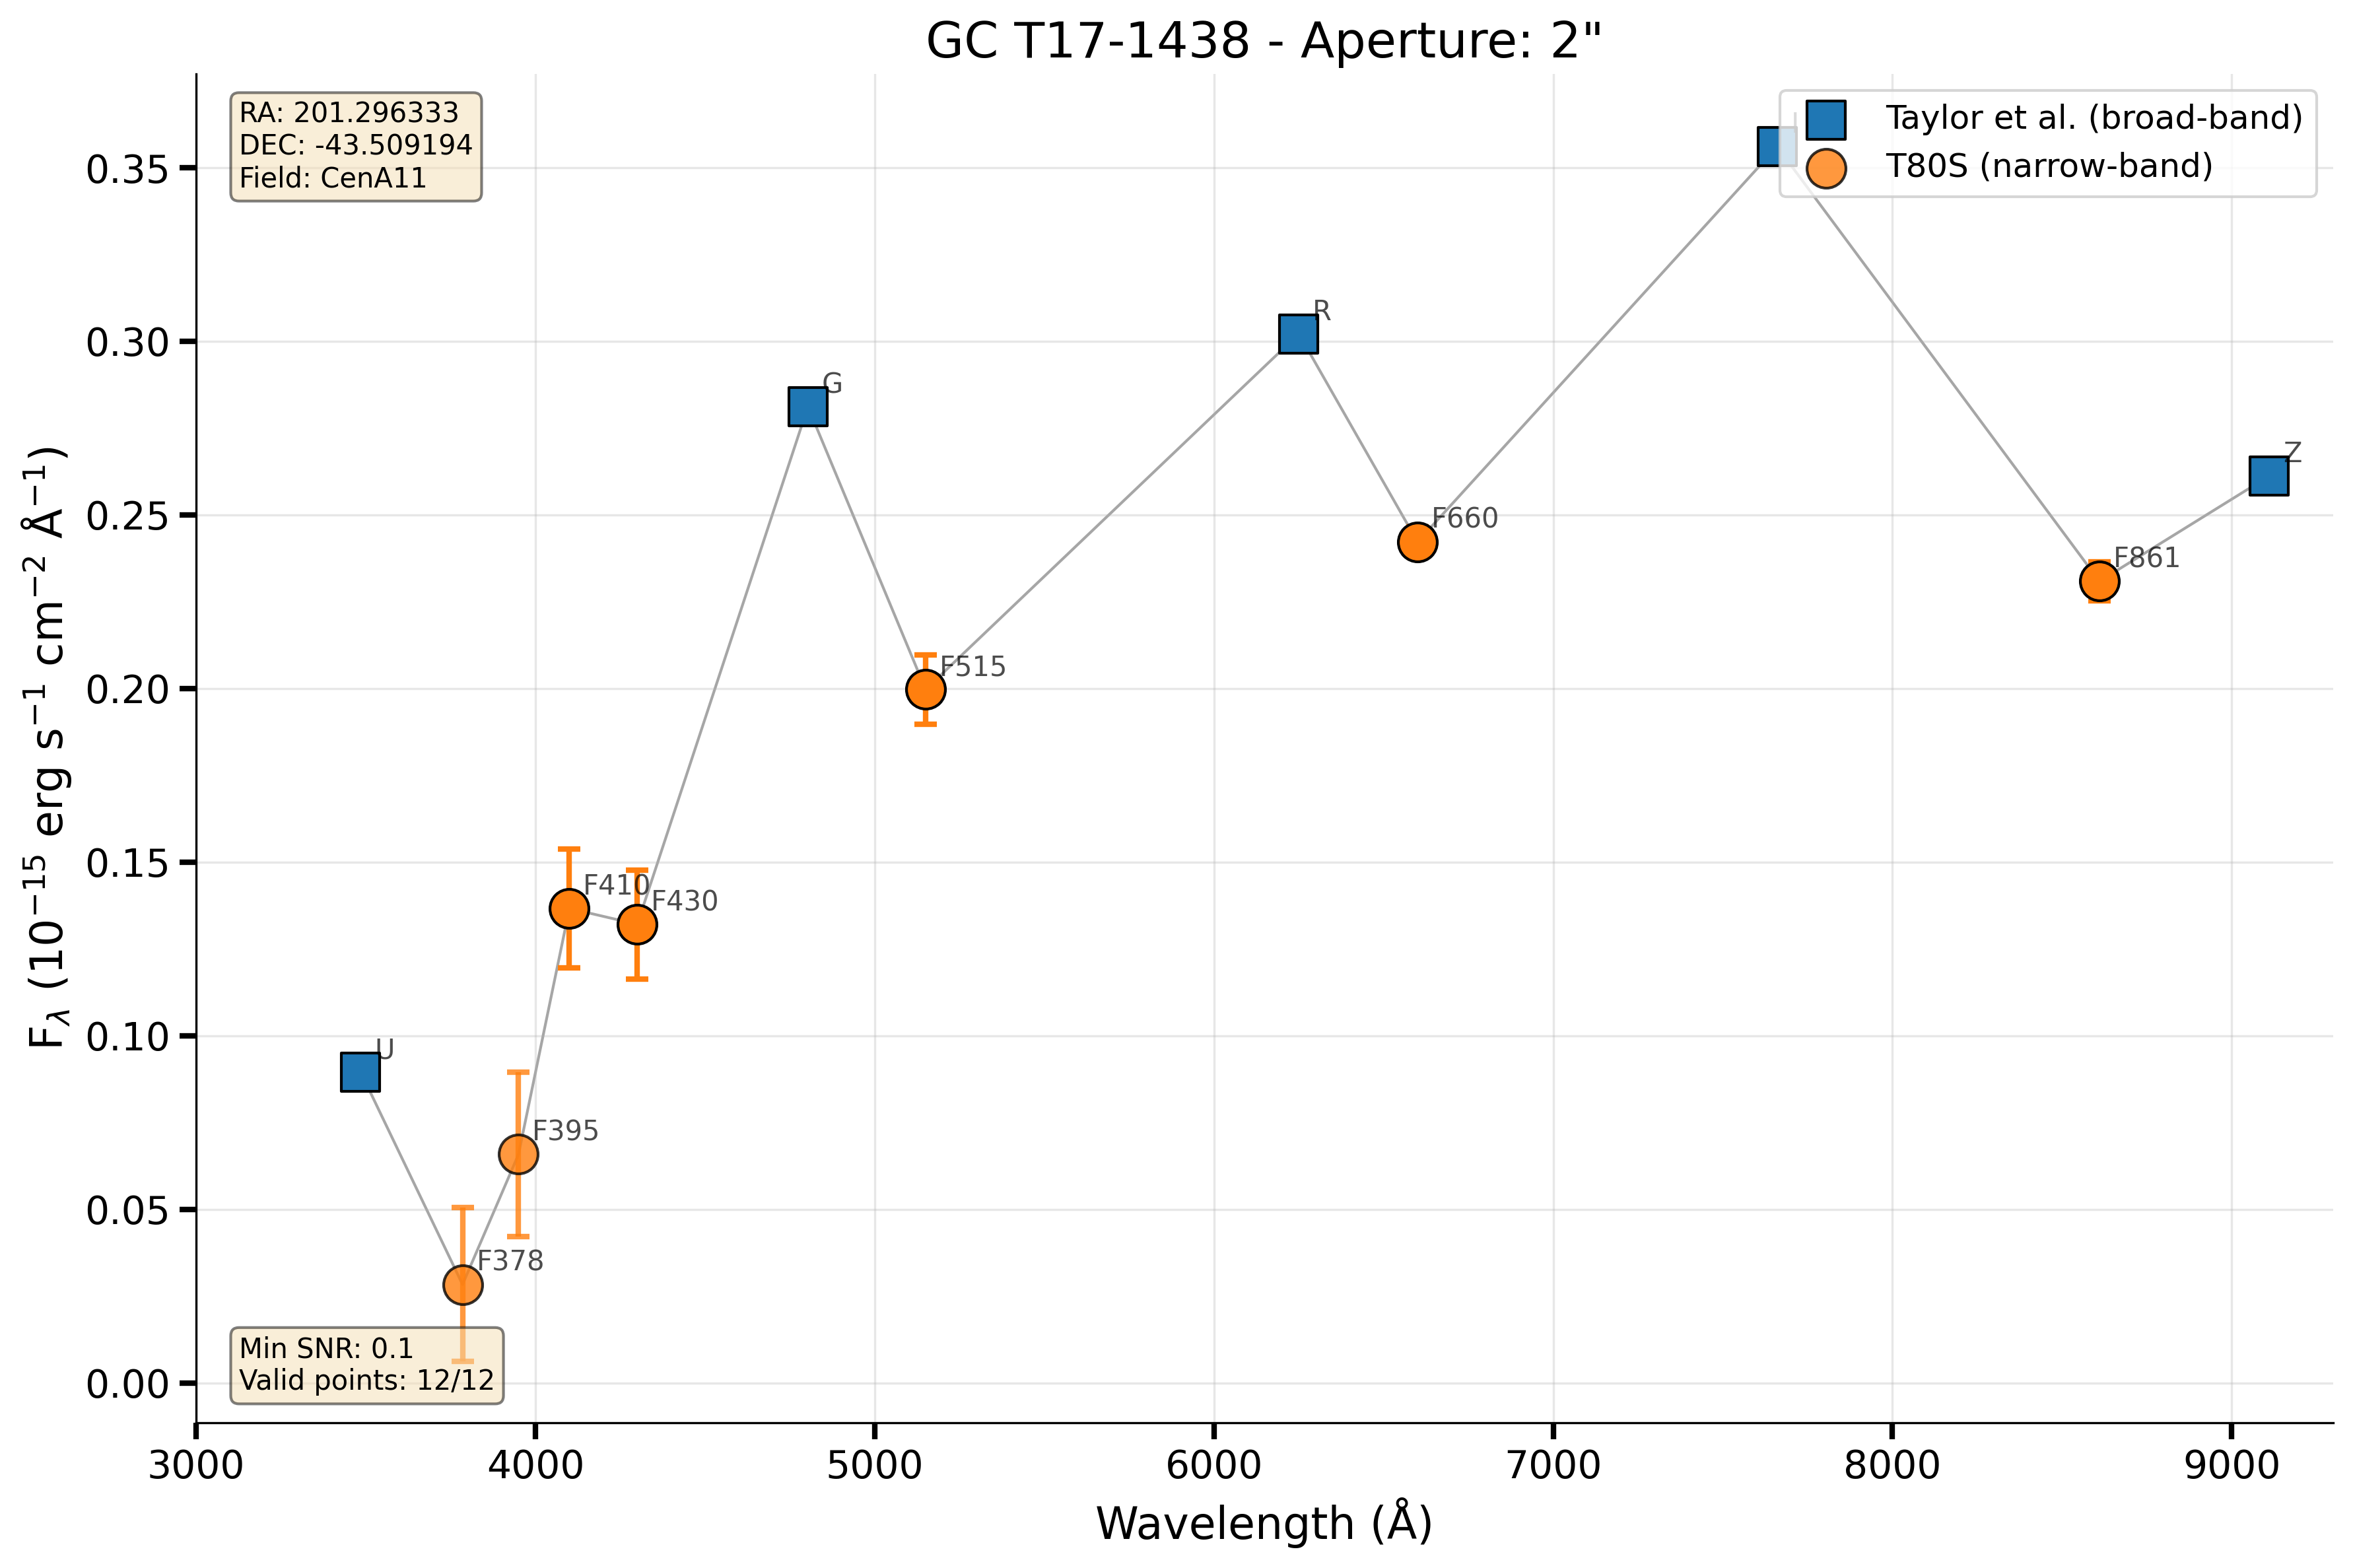 GC T17-1438 - Aperture: 2"
RA: 201.296333
DEC: -43.509194
Field: CenA11
Taylor et al. (broad-band)
T80S (narrow-band)
F_λ (10⁻¹⁵ erg s⁻¹ cm⁻² Å⁻¹)
0.35
0.30
0.25
0.20
0.15
0.10
0.05
0.00
U
F378
F395
F410
F430
G
F515
R
F660
F861
Z
Min SNR: 0.1
Valid points: 12/12
3000 4000 5000 6000 7000 8000 9000
Wavelength (Å)